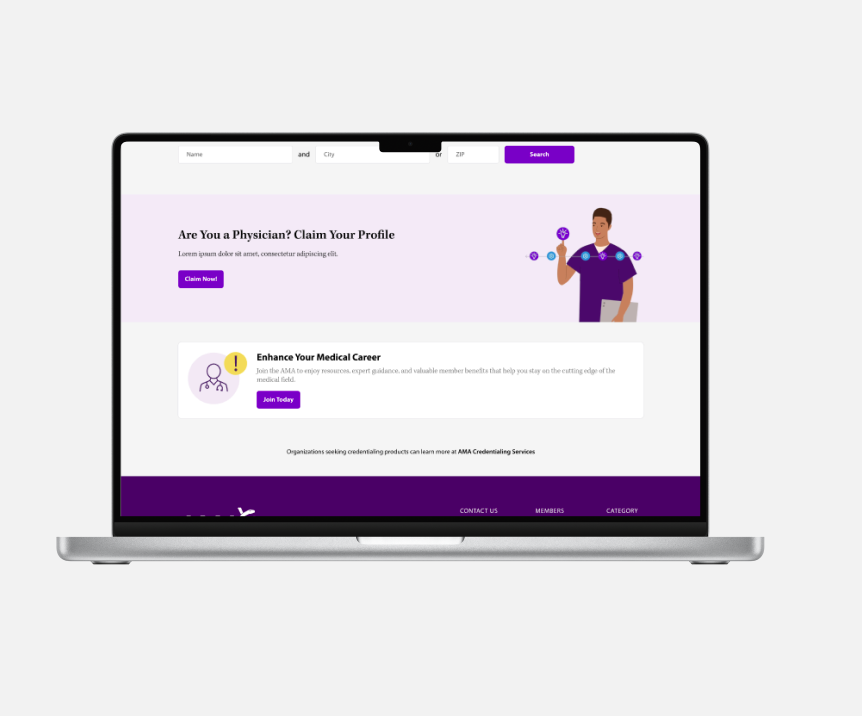 Name and City or ZIP Search
Are You a Physician? Claim Your Profile
Lorem ipsum dolor sit amet, consectetur adipiscing elit.
Claim Now!
Enhance Your Medical Career
Join the AMA to enjoy resources, expert guidance, and valuable member benefits that help you stay on the cutting edge of the
medical field.
Join Today
Organizations seeking credentialing products can learn more at AMA Credentialing Services
CONTACT US MEMBERS CATEGORY